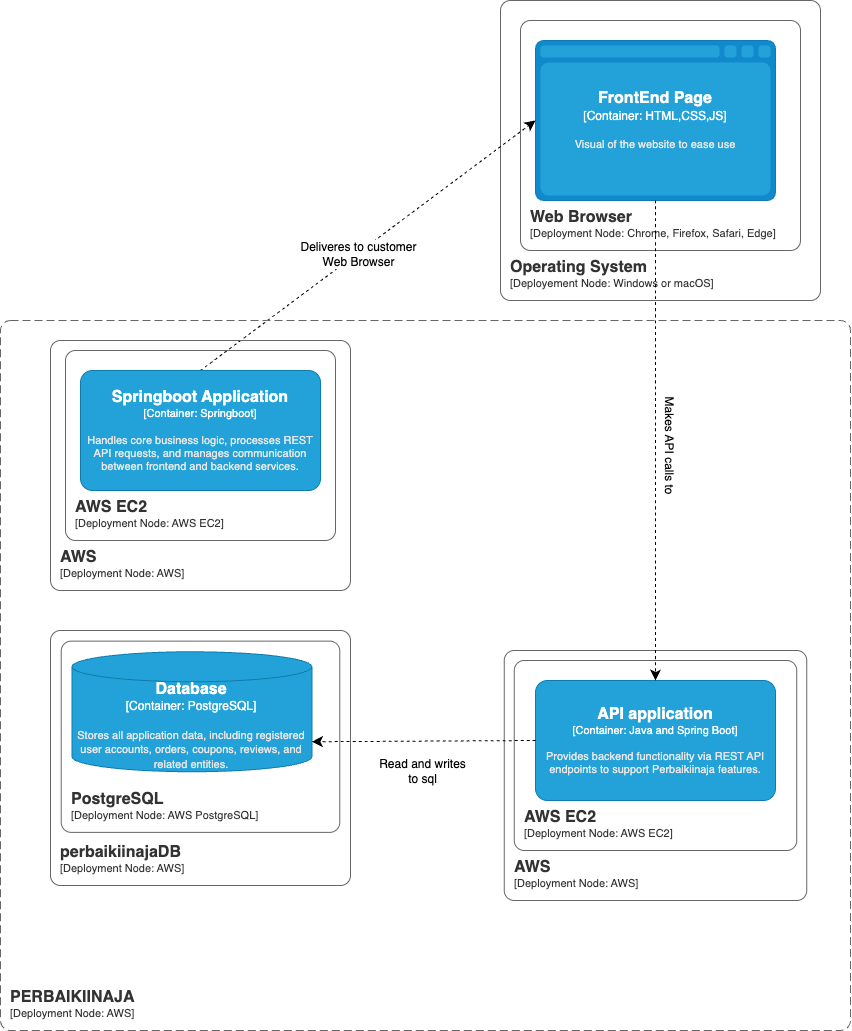 FrontEnd Page
[Container: HTML,CSS,JS]
Visual of the website to ease use
Web Browser
[Deployment Node: Chrome, Firefox, Safari, Edge]
Operating System
[Deployement Node: Windows or macOS]
Deliveres to customer
Web Browser
Springboot Application
[Container: Springboot]
Handles core business logic, processes REST
API requests, and manages communication
between frontend and backend services.
AWS EC2
[Deployment Node: AWS EC2]
AWS
[Deployment Node: AWS]
Makes API calls to
Database
[Container: PostgreSQL]
Stores all application data, including registered
user accounts, orders, coupons, reviews, and
related entities.
PostgreSQL
[Deployment Node: AWS PostgreSQL]
perbaikiinajaDB
[Deployment Node: AWS]
Read and writes
to sql
API application
[Container: Java and Spring Boot]
Provides backend functionality via REST API
endpoints to support Perbaikiinaja features.
AWS EC2
[Deployment Node: AWS EC2]
AWS
[Deployment Node: AWS]
PERBAIKIINAJA
[Deployment Node: AWS]